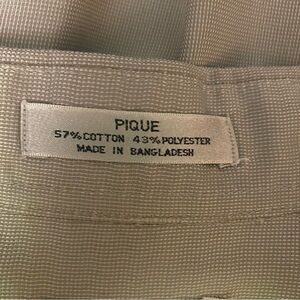 PIQUE
57%COTTON 43%POLYESTER
MADE IN BANGLADESH